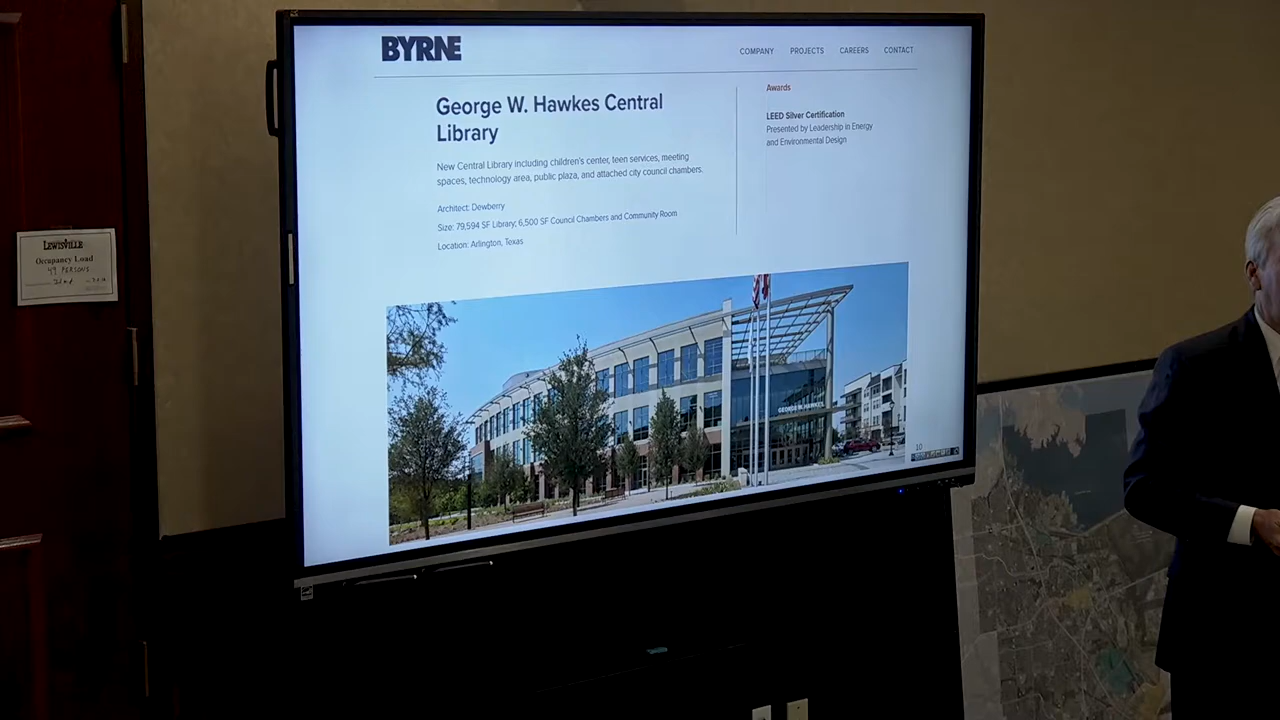 BYRNE
COMPANY PROJECTS CAREERS CONTACT
George W. Hawkes Central
Library
New Central Library including children's center, teen services, meeting
spaces, technology area, public plaza, and attached city council chambers.
Architect: Dewberry
Size: 79,594 SF Library; 6,500 SF Council Chambers and Community Room
Location: Arlington, Texas
Awards
LEED Silver Certification
Presented by Leadership in Energy
and Environmental Design
GEORGE W. HAWKES
10
LEWISVILLE
Occupancy Load
49 PERSONS